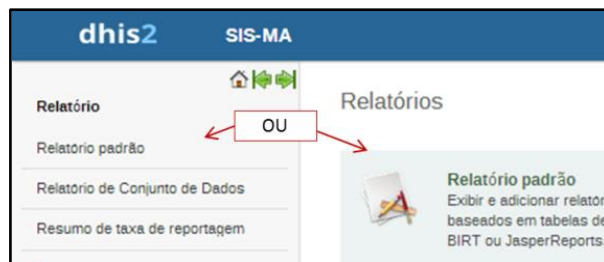 dhis2 SIS-MA
Relatório
Relatório padrão
Relatório de Conjunto de Dados
Resumo de taxa de reportagem
OU
Relatórios
Relatório padrão
Exibir e adicionar relatór
baseados em tabelas de
BIRT ou JasperReports.